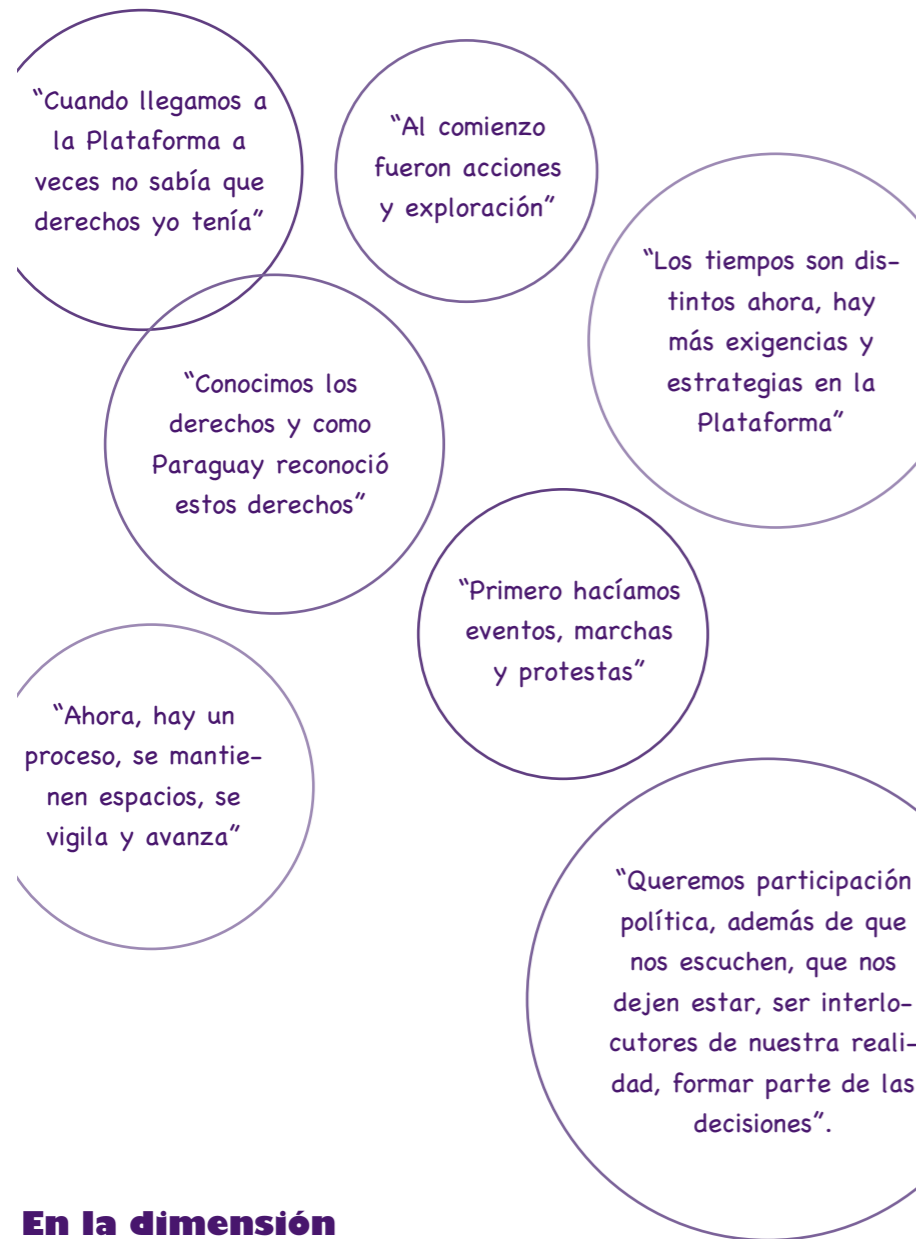 “Cuando llegamos a
la Plataforma a
veces no sabía que
derechos yo tenía”
“Al comienzo
fueron acciones
y exploración”
“Los tiempos son dis-
tintos ahora, hay
más exigencias y
estrategias en la
Plataforma”
“Conocimos los
derechos y como
Paraguay reconoció
estos derechos”
“Primero hacíamos
eventos, marchas
y protestas”
“Ahora, hay un
proceso, se mantie-
nen espacios, se
vigila y avanza”
“Queremos participación
política, además de que
nos escuchen, que nos
dejen estar, ser interlo-
cutores de nuestra reali-
dad, formar parte de las
decisiones”.
En la dimensión